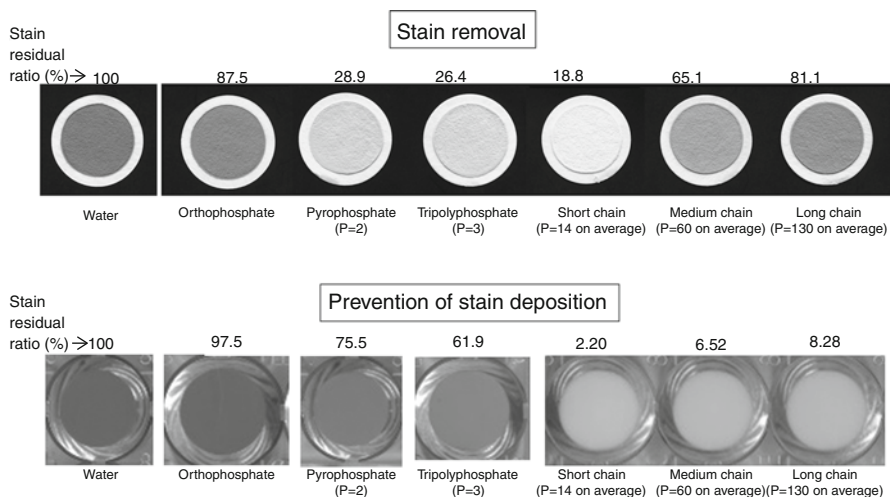 Stain removal
Stain
residual
ratio (%) → 100 87.5 28.9 26.4 18.8 65.1 81.1
Water Orthophosphate Pyrophosphate Tripolyphosphate Short chain Medium chain Long chain
(P=2) (P=3) (P=14 on average) (P=60 on average) (P=130 on average)
Prevention of stain deposition
Stain
residual
ratio (%) →100 97.5 75.5 61.9 2.20 6.52 8.28
Water Orthophosphate Pyrophosphate Tripolyphosphate Short chain Medium chain Long chain
(P=2) (P=3) (P=14 on average) (P=60 on average)(P=130 on average)